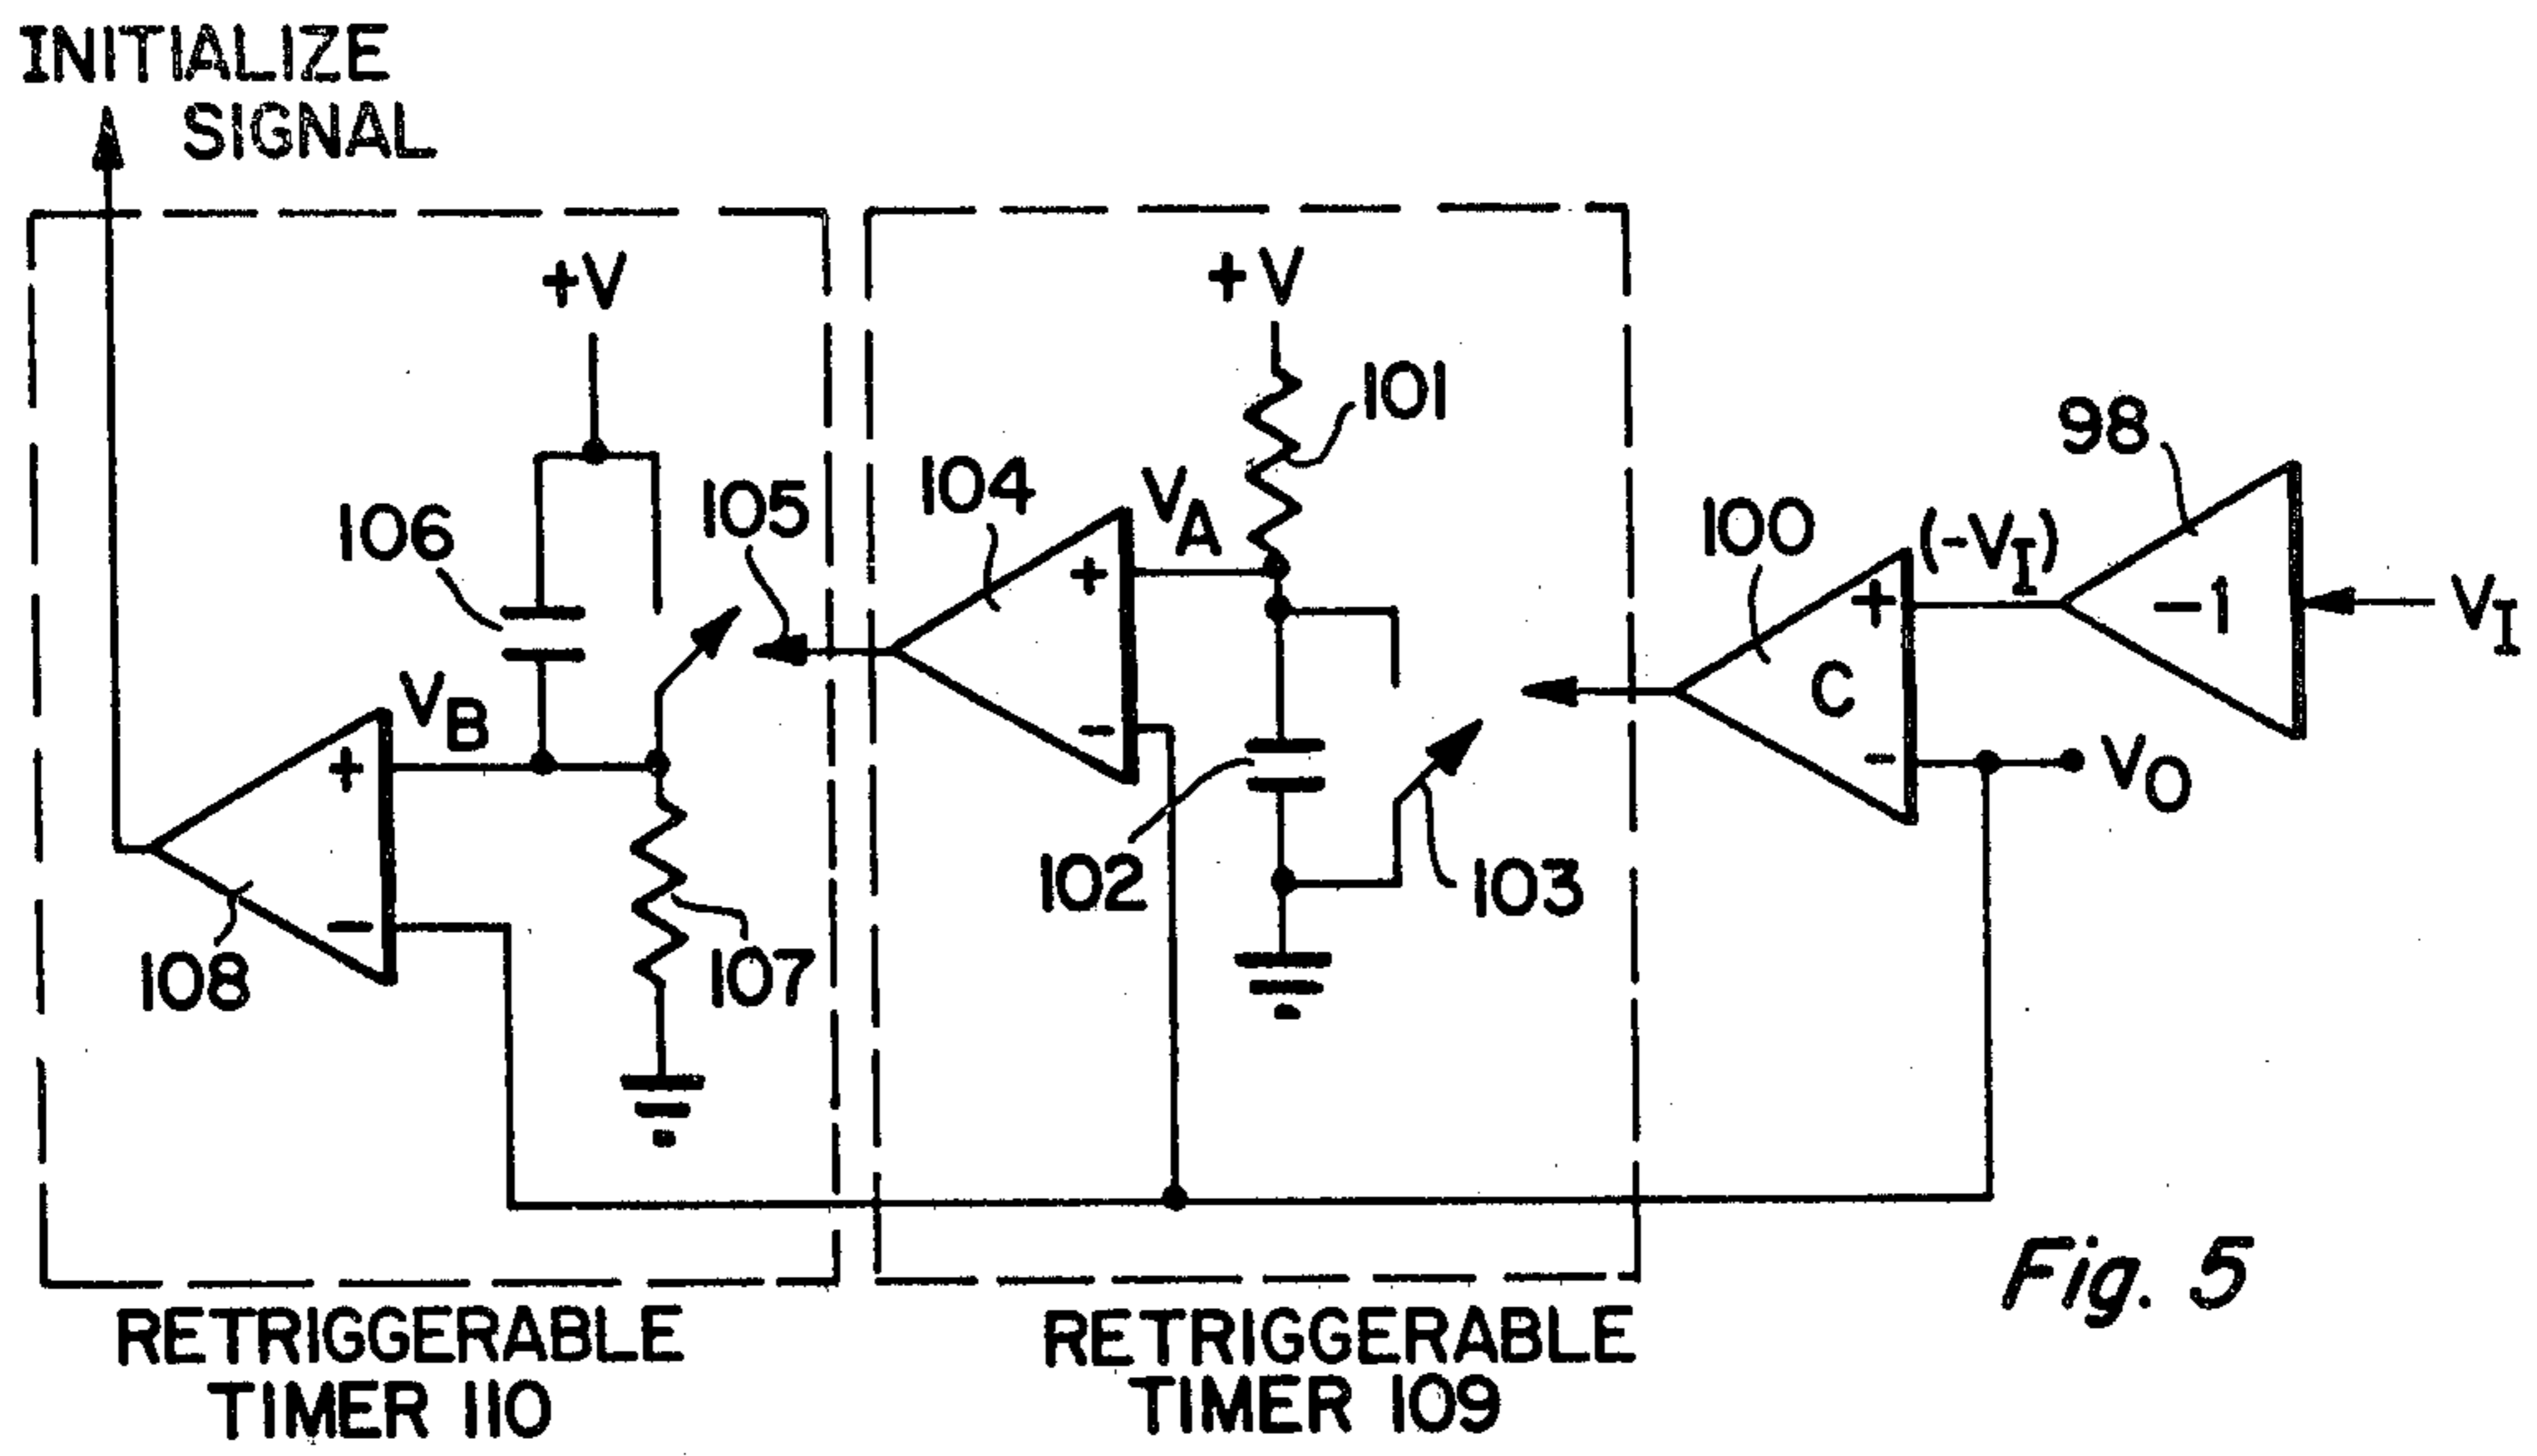 INITIALIZE
SIGNAL
+V
+V
101
98
105
104
VA
106
100
(-VI)
+
+
-1
VI
C
VB
-
-
VO
+
102
103
-
107
108
Fig. 5
RETRIGGERABLE
TIMER 110
RETRIGGERABLE
TIMER 109